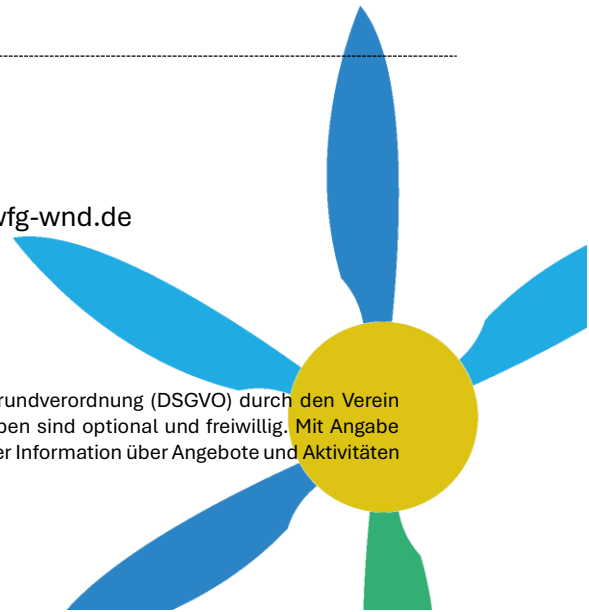 vfg-wnd.de
rundverordnung (DSGVO) durch den Verein
ben sind optional und freiwillig. Mit Angabe
er Information über Angebote und Aktivitäten